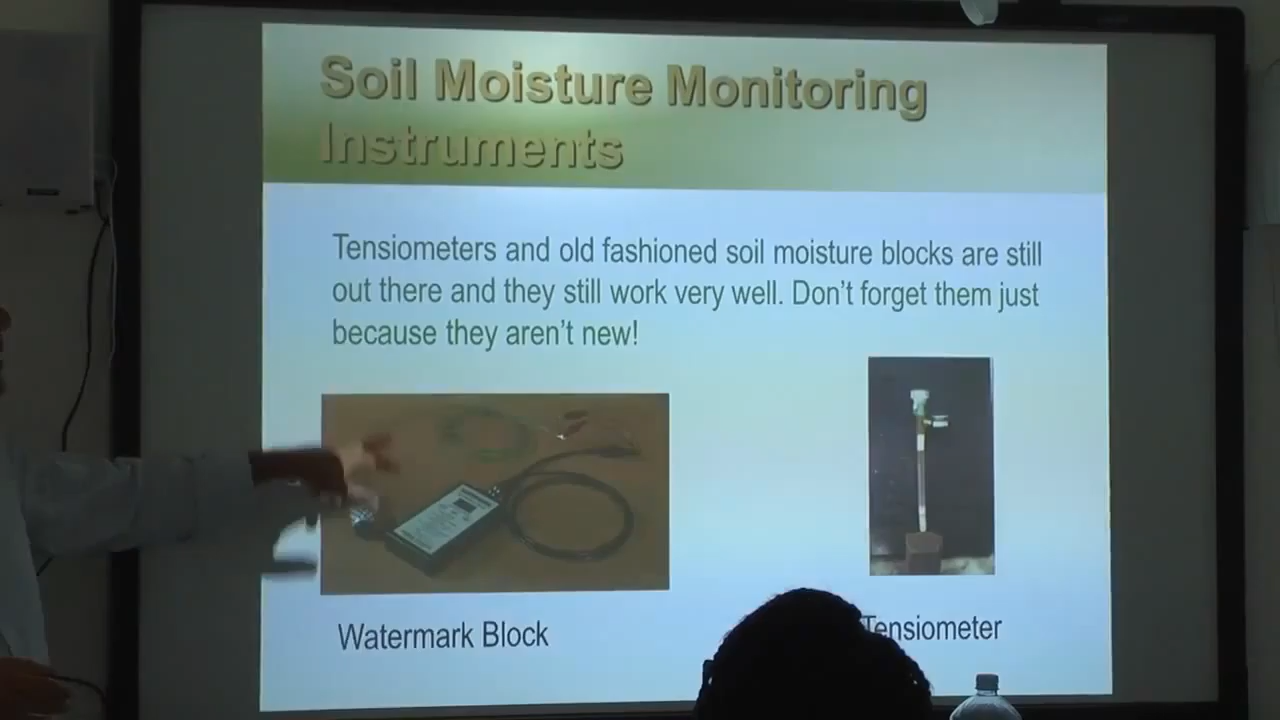 Soil Moisture Monitoring
Instruments
Tensiometers and old fashioned soil moisture blocks are still
out there and they still work very well. Don't forget them just
because they aren't new!
Watermark Block
Tensiometer